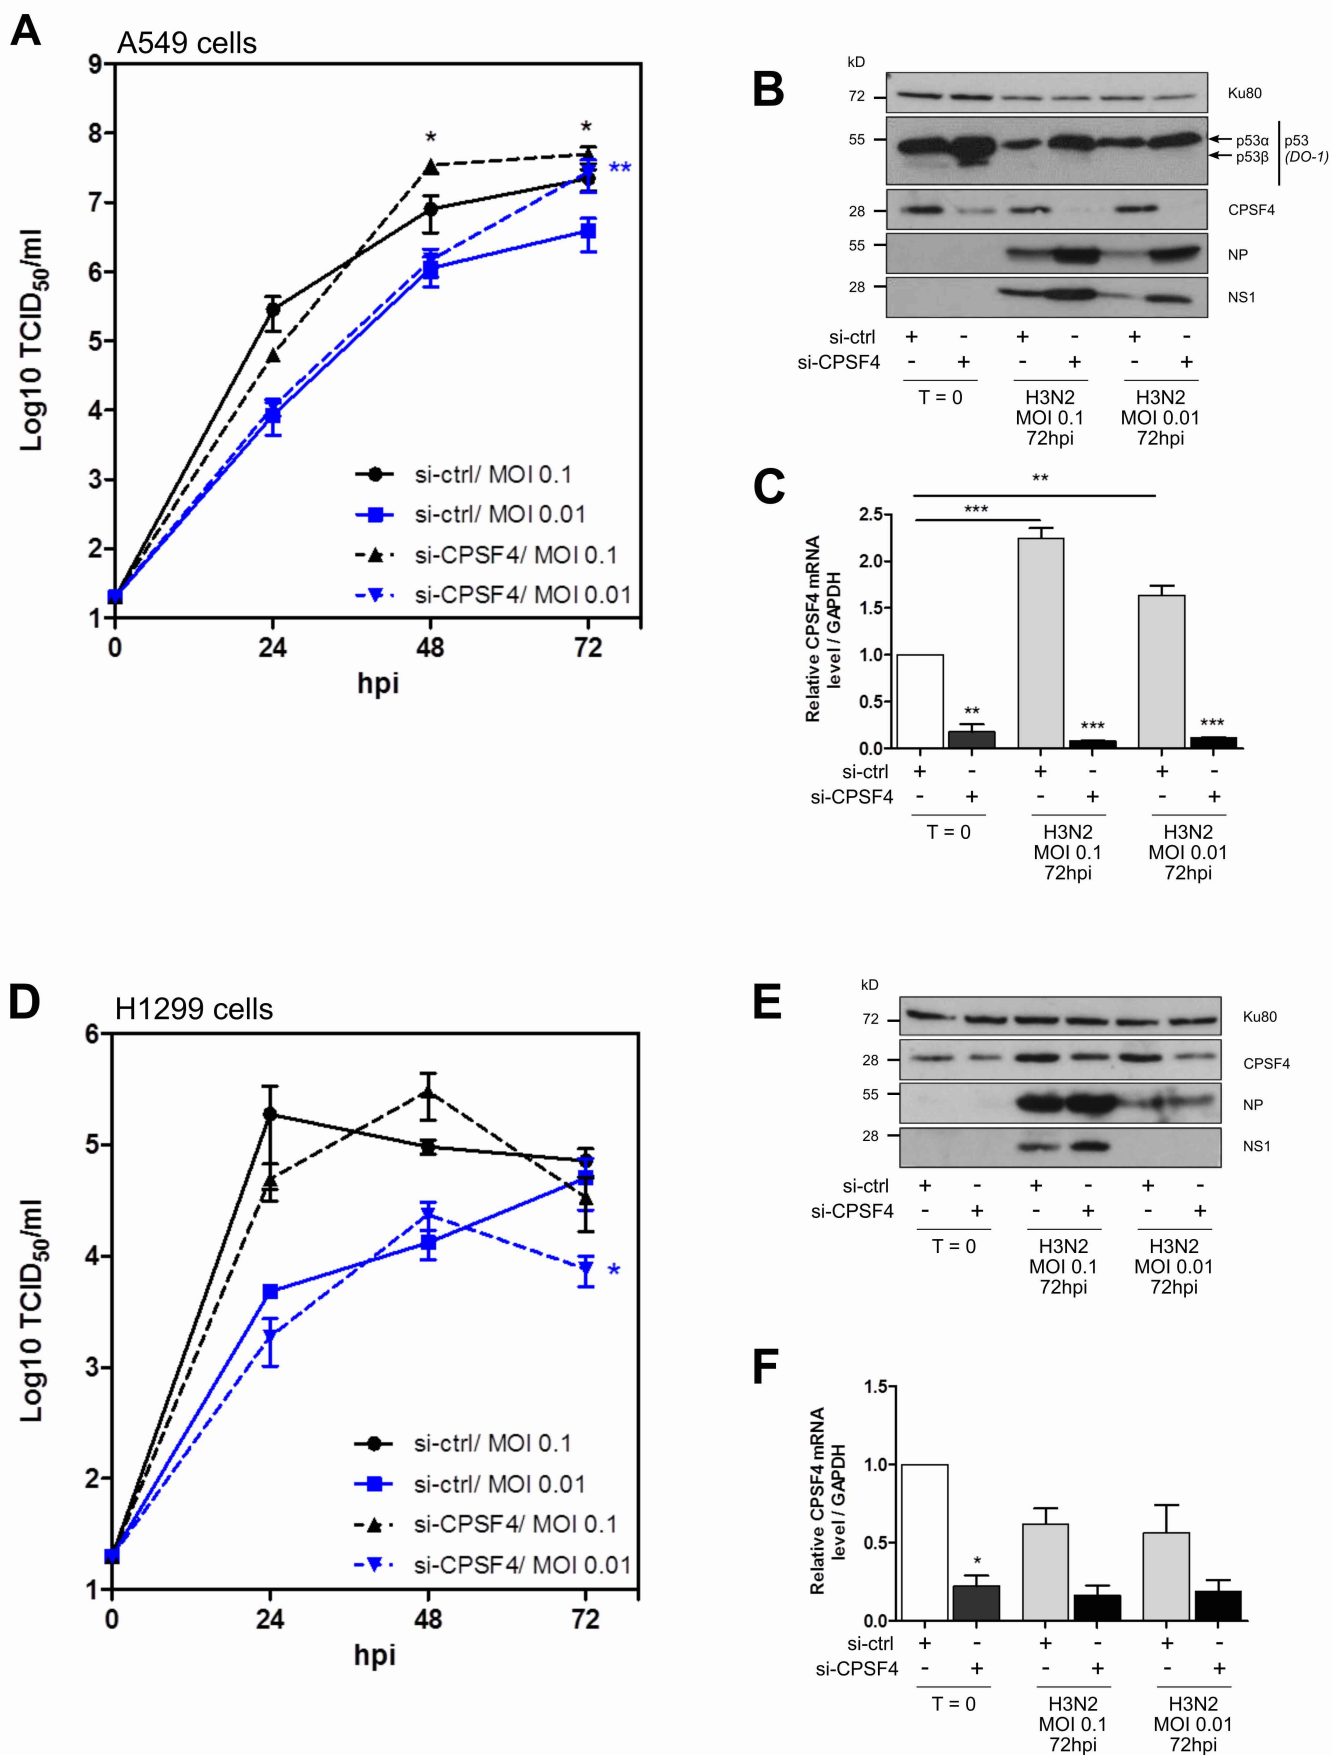 A
A549 cells
9
8
7
6
5
4
3
2
1
Log10 TCID50/ml
*
*
**
si-ctrl/ MOI 0.1
si-ctrl/ MOI 0.01
si-CPSF4/ MOI 0.1
si-CPSF4/ MOI 0.01
0 24 48 72
hpi
B
kD
72 Ku80
55 p53α p53
p53β (DO-1)
28 CPSF4
55 NP
28 NS1
si-ctrl + - + - + -
si-CPSF4 - + - + - +
T = 0 H3N2 H3N2
MOI 0.1 MOI 0.01
72hpi 72hpi
C
**
***
2.5
2.0
1.5
1.0
0.5
0.0
Relative CPSF4 mRNA
level / GAPDH
** *** ***
si-ctrl + - + - + -
si-CPSF4 - + - + - +
T = 0 H3N2 H3N2
MOI 0.1 MOI 0.01
72hpi 72hpi
D
H1299 cells
6
5
4
3
2
1
Log10 TCID50/ml
*
si-ctrl/ MOI 0.1
si-ctrl/ MOI 0.01
si-CPSF4/ MOI 0.1
si-CPSF4/ MOI 0.01
0 24 48 72
hpi
E
kD
72 Ku80
28 CPSF4
55 NP
28 NS1
si-ctrl + - + - + -
si-CPSF4 - + - + - +
T = 0 H3N2 H3N2
MOI 0.1 MOI 0.01
72hpi 72hpi
F
1.5
1.0
0.5
0.0
Relative CPSF4 mRNA
level / GAPDH
*
si-ctrl + - + - + -
si-CPSF4 - + - + - +
T = 0 H3N2 H3N2
MOI 0.1 MOI 0.01
72hpi 72hpi